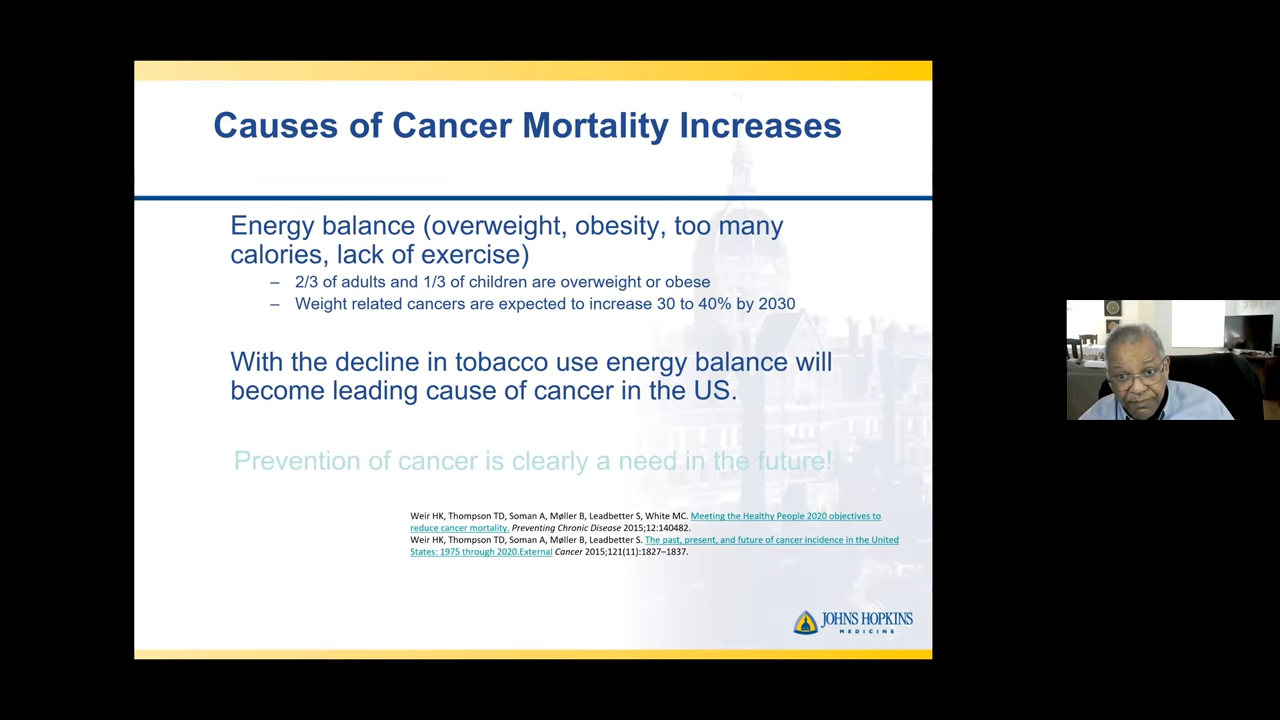 Causes of Cancer Mortality Increases
Energy balance (overweight, obesity, too many
calories, lack of exercise)
– 2/3 of adults and 1/3 of children are overweight or obese
– Weight related cancers are expected to increase 30 to 40% by 2030
With the decline in tobacco use energy balance will
become leading cause of cancer in the US.
Prevention of cancer is clearly a need in the future!
Weir HK, Thompson TD, Soman A, Møller B, Leadbetter S, White MC. Meeting the Healthy People 2020 objectives to
reduce cancer mortality. Preventing Chronic Disease 2015;12:140482.
Weir HK, Thompson TD, Soman A, Møller B, Leadbetter S. The past, present, and future of cancer incidence in the United
States: 1975 through 2020.External Cancer 2015;121(11):1827–1837.
JOHNS HOPKINS
MEDICINE